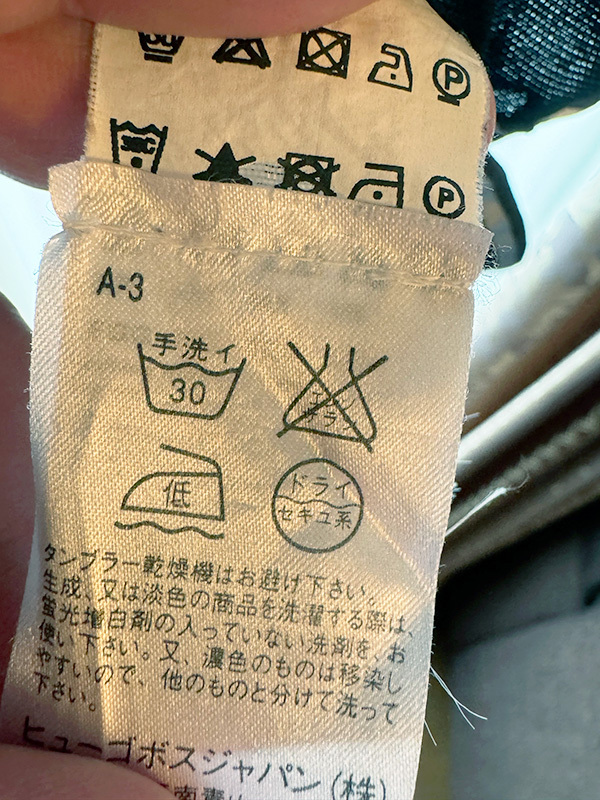 P
P
A-3
手洗イ
30
低
ドライ
セキユ系
タンブラー乾燥機はお避け下さい。
生成、又は淡色の商品を洗濯する際は、
蛍光増白剤の入っていない洗剤を、お
使い下さい。又、濃色のものは移染し
やすいので、他のものと分けて洗って
下さい。
ヒューゴボスジャパン(株)